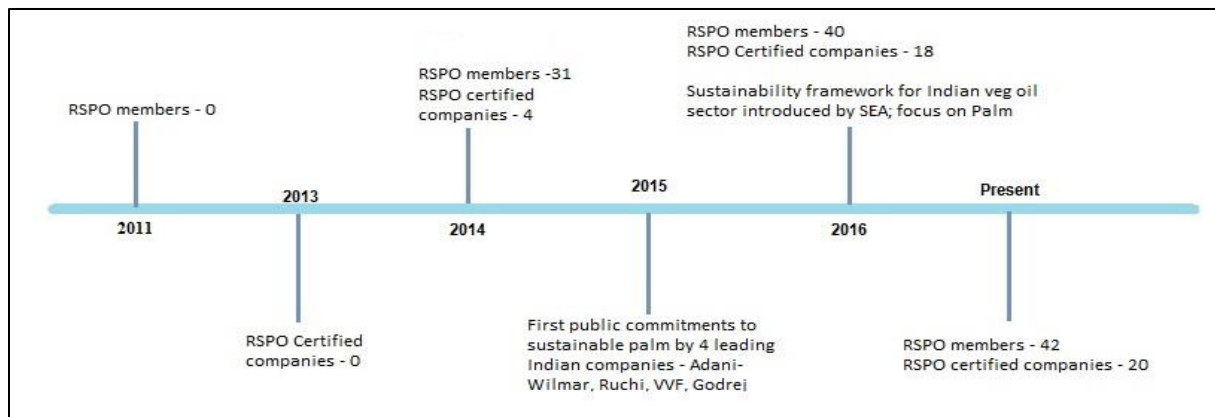 RSPO members - 0
2011
2013
RSPO Certified
companies - 0
RSPO members -31
RSPO certified
companies - 4
2014
2015
First public commitments to
sustainable palm by 4 leading
Indian companies - Adani-
Wilmar, Ruchi, VVF, Godrej
RSPO members - 40
RSPO Certified companies - 18
Sustainability framework for Indian veg oil
sector introduced by SEA; focus on Palm
2016
Present
RSPO members - 42
RSPO certified companies - 20